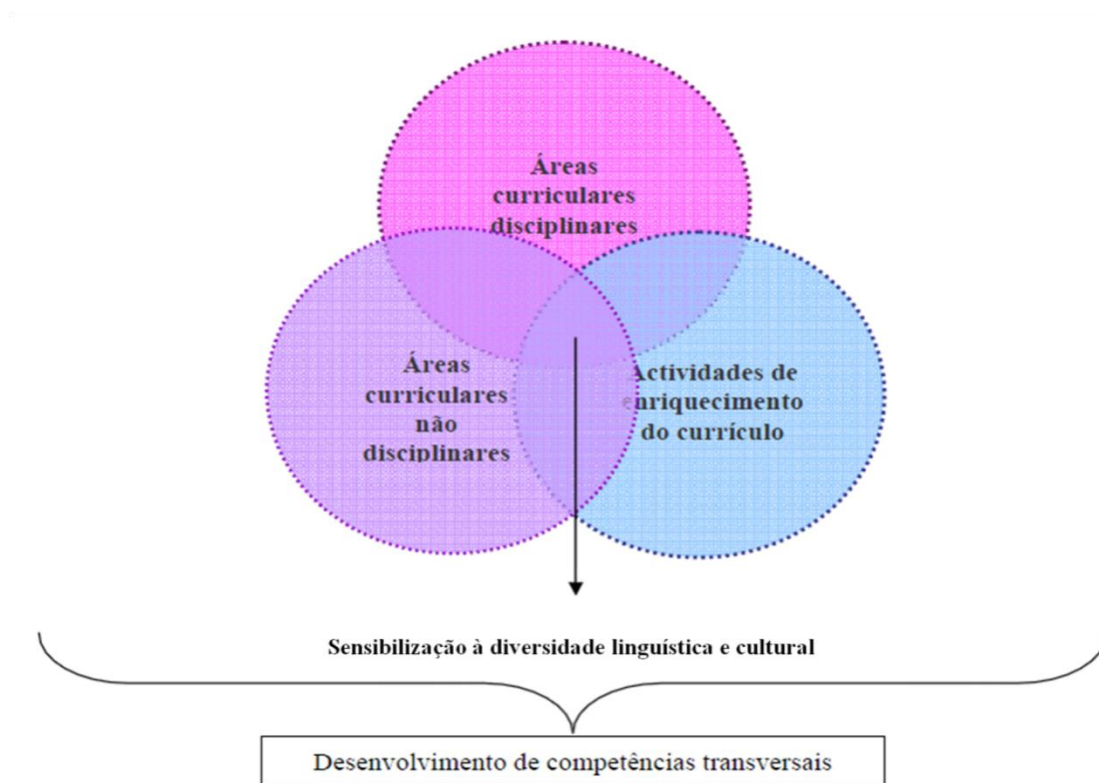 Áreas
curriculares
disciplinares
Áreas
curriculares
não
disciplinares
Actividades de
enriquecimento
do currículo
Sensibilização à diversidade linguística e cultural
Desenvolvimento de competências transversais